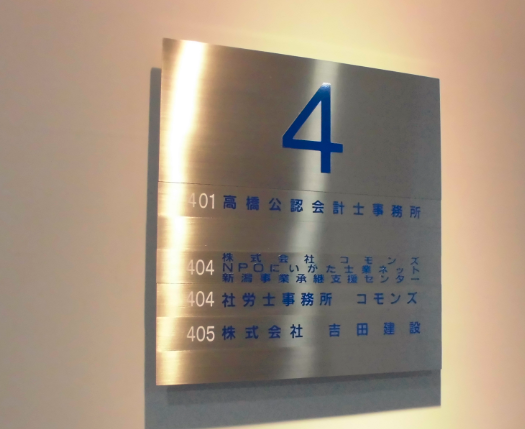 4
401 高橋公認会計士事務所
株式会社 コモンズ
404 NPOにいがた士業ネット
新潟事業承継支援センター
404 社労士事務所 コモンズ
405 株式会社 吉田建設